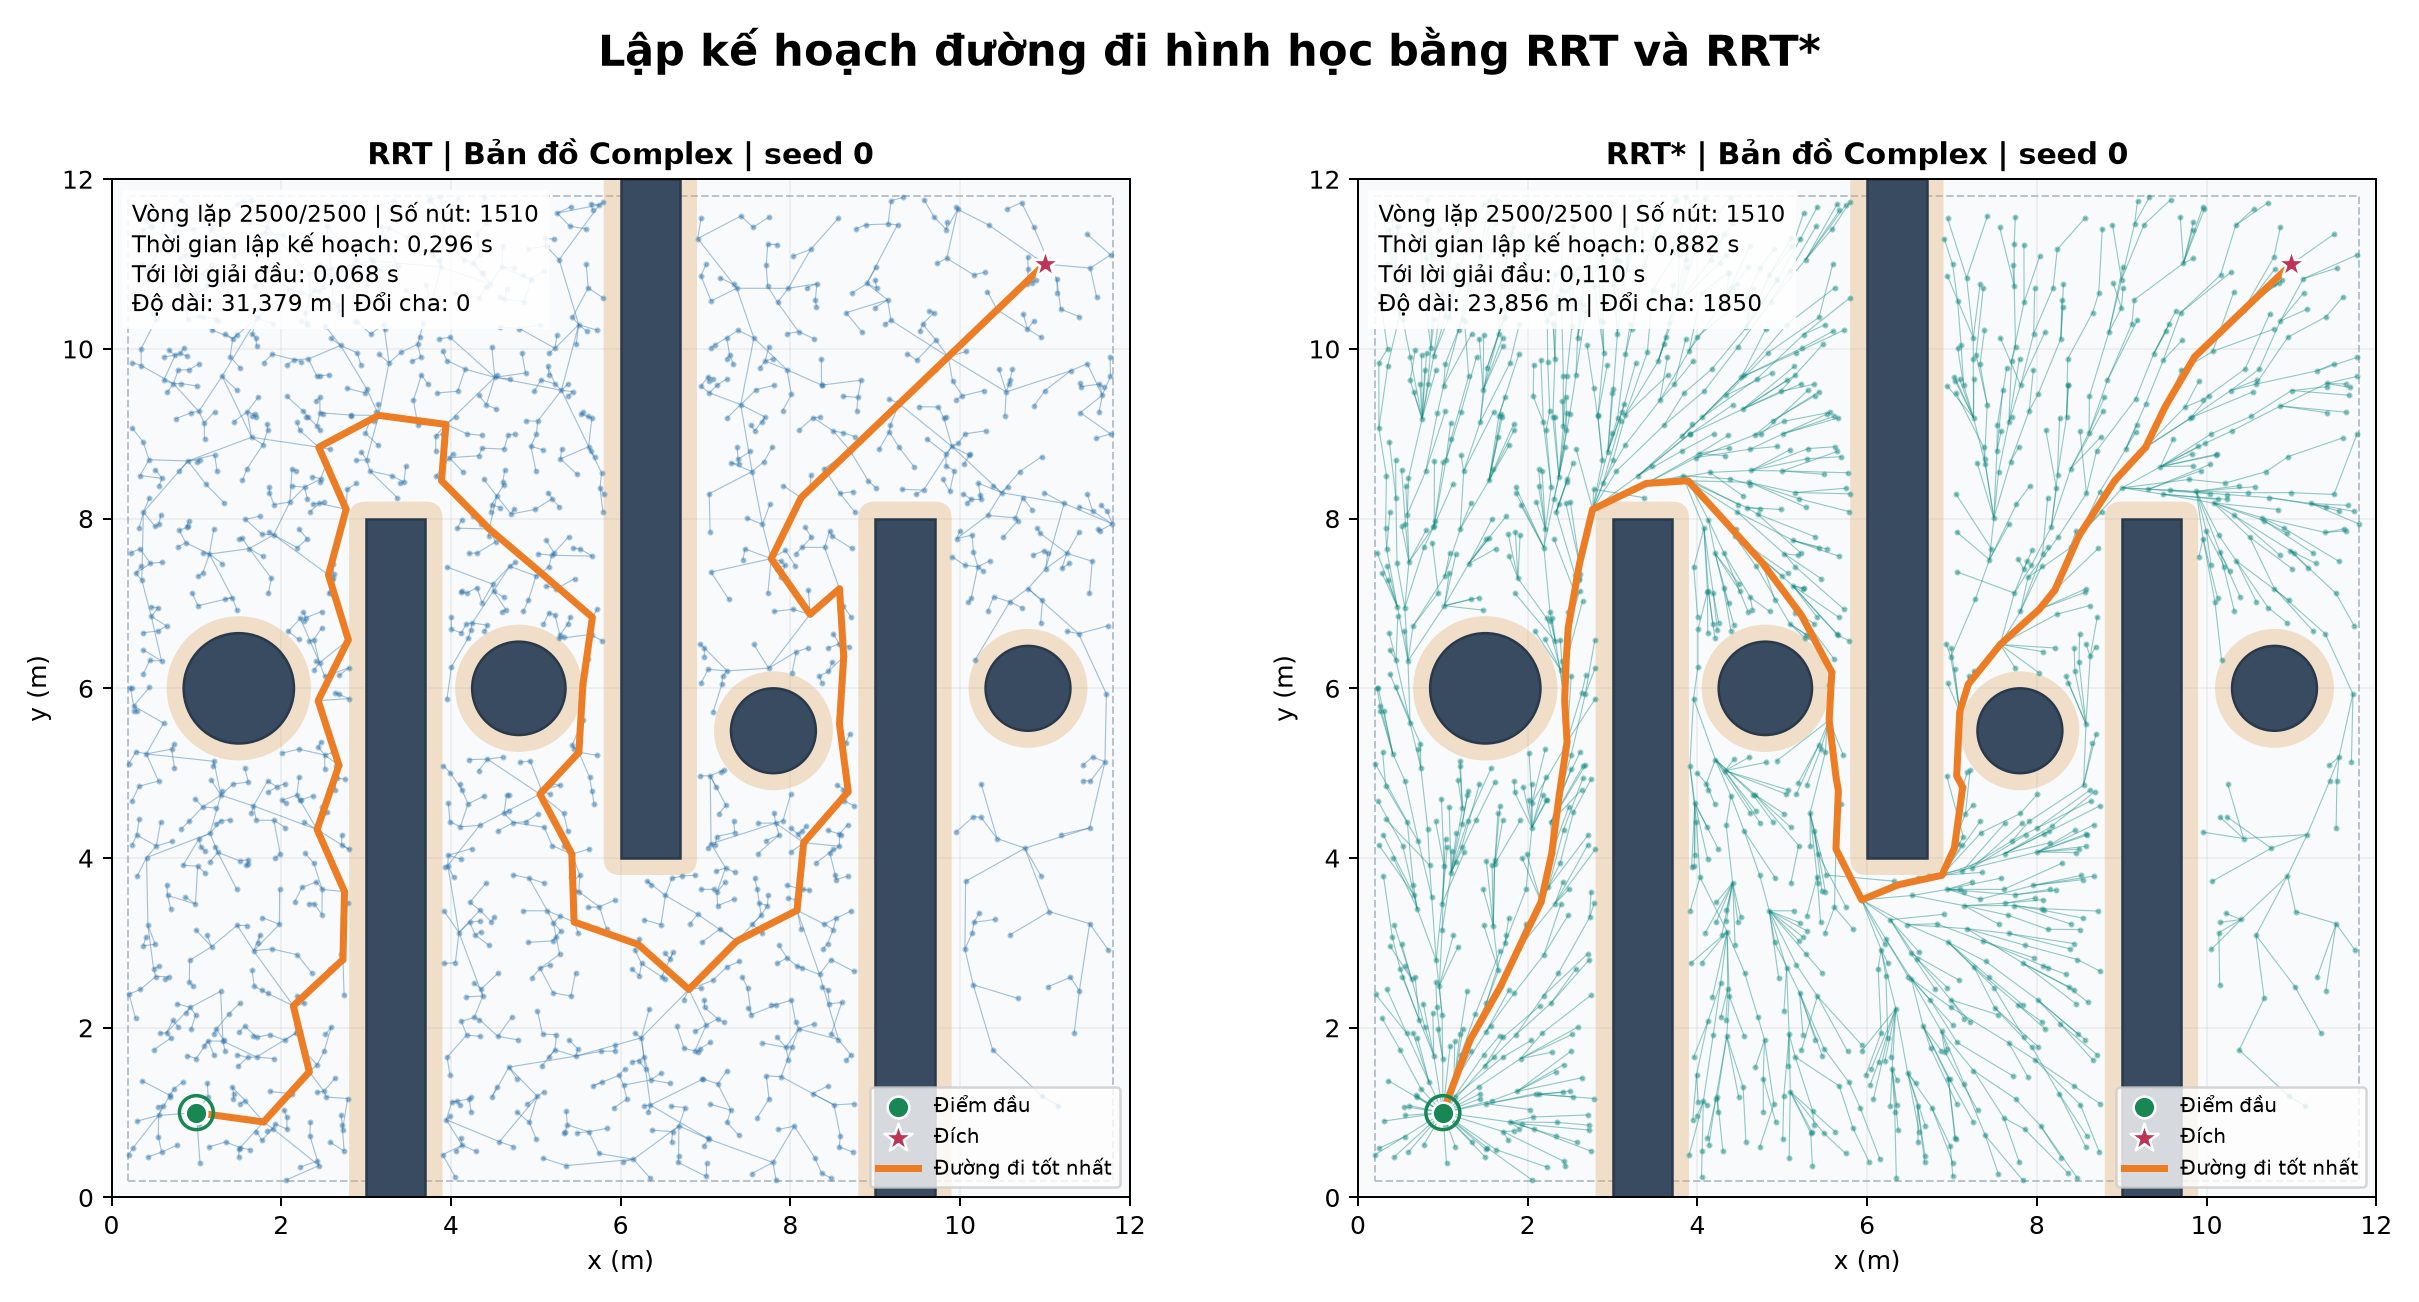 Lập kế hoạch đường đi hình học bằng RRT và RRT*
RRT | Bản đồ Complex | seed 0
Vòng lặp 2500/2500 | Số nút: 1510
Thời gian lập kế hoạch: 0,296 s
Tới lời giải đầu: 0,068 s
Độ dài: 31,379 m | Đổi cha: 0
12
10
8
6
4
2
0
y (m)
Điểm đầu
Đích
Đường đi tốt nhất
0 2 4 6 8 10 12
x (m)
RRT* | Bản đồ Complex | seed 0
Vòng lặp 2500/2500 | Số nút: 1510
Thời gian lập kế hoạch: 0,882 s
Tới lời giải đầu: 0,110 s
Độ dài: 23,856 m | Đổi cha: 1850
12
10
8
6
4
2
0
y (m)
Điểm đầu
Đích
Đường đi tốt nhất
0 2 4 6 8 10 12
x (m)